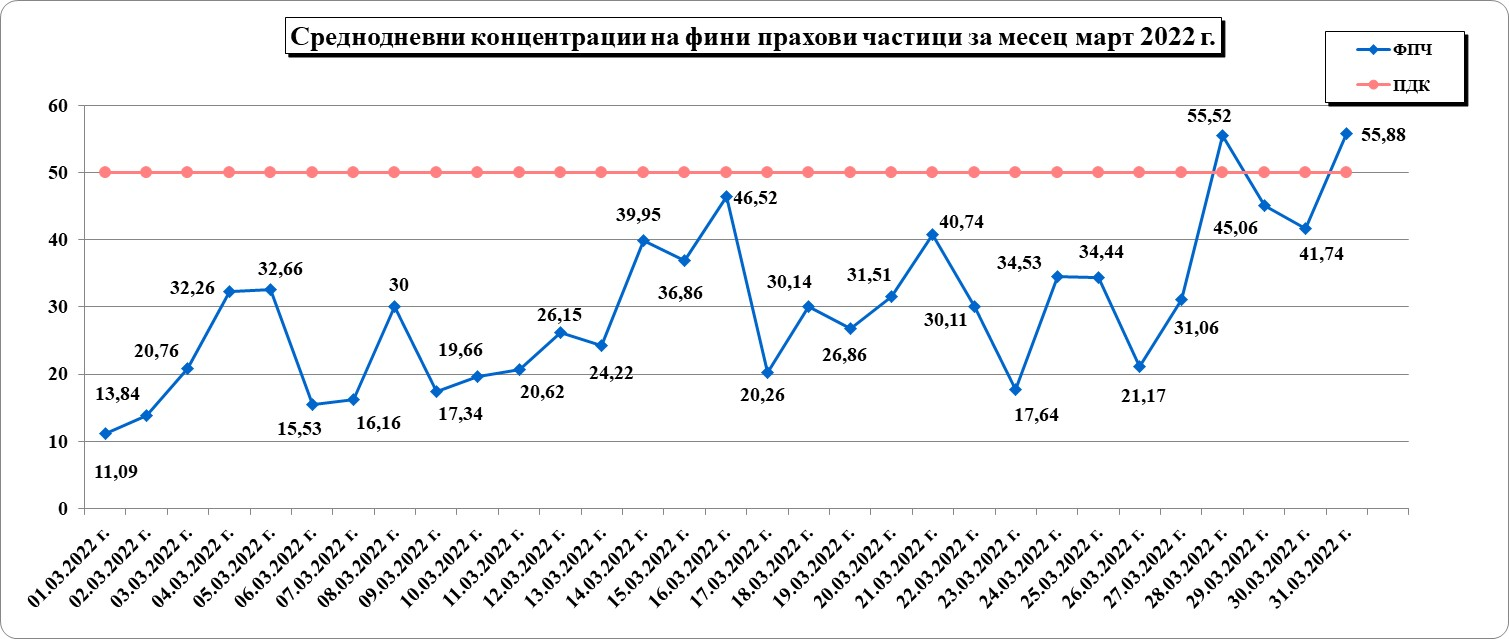 Среднодневни концентрации на фини прахови частици за месец март 2022 г.
ФПЧ
ПДК
60
50
40
30
20
10
0
11,09
13,84
20,76
32,26
32,66
15,53
16,16
30
17,34
19,66
20,62
26,15
24,22
39,95
36,86
46,52
20,26
30,14
26,86
31,51
40,74
30,11
17,64
34,53
34,44
21,17
31,06
55,52
45,06
41,74
55,88
01.03.2022 г.
02.03.2022 г.
03.03.2022 г.
04.03.2022 г.
05.03.2022 г.
06.03.2022 г.
07.03.2022 г.
08.03.2022 г.
09.03.2022 г.
10.03.2022 г.
11.03.2022 г.
12.03.2022 г.
13.03.2022 г.
14.03.2022 г.
15.03.2022 г.
16.03.2022 г.
17.03.2022 г.
18.03.2022 г.
19.03.2022 г.
20.03.2022 г.
21.03.2022 г.
22.03.2022 г.
23.03.2022 г.
24.03.2022 г.
25.03.2022 г.
26.03.2022 г.
27.03.2022 г.
28.03.2022 г.
29.03.2022 г.
30.03.2022 г.
31.03.2022 г.